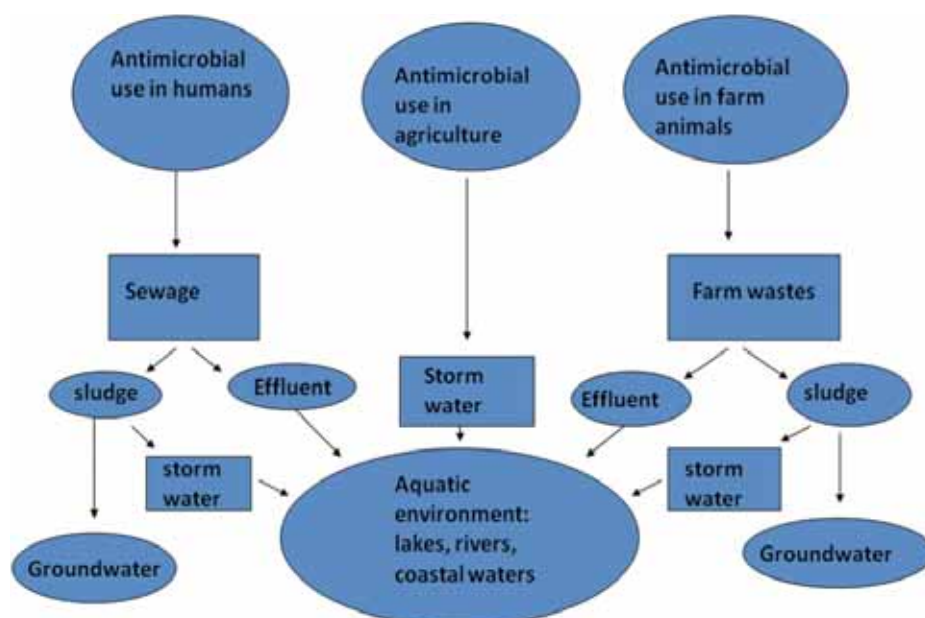 Antimicrobial
use in humans
Antimicrobial
use in
agriculture
Antimicrobial
use in farm
animals
Sewage
Farm wastes
sludge
Effluent
Storm
water
Effluent
sludge
storm
water
Aquatic
environment:
lakes, rivers,
coastal waters
storm
water
Groundwater
Groundwater